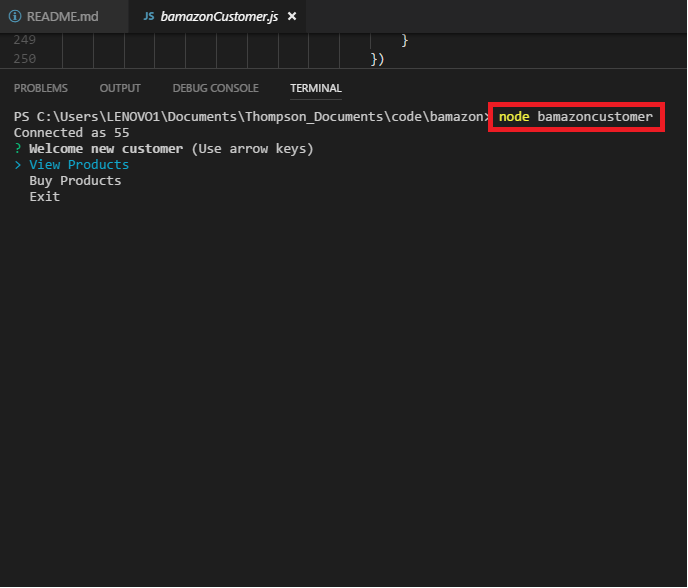 README.md JS bamazonCustomer.js ×
249 }
250 })
PROBLEMS OUTPUT DEBUG CONSOLE TERMINAL
PS C:\Users\LENOVO1\Documents\Thompson_Documents\code\bamazon> node bamazoncustomer
Connected as 55
? Welcome new customer (Use arrow keys)
> View Products
Buy Products
Exit